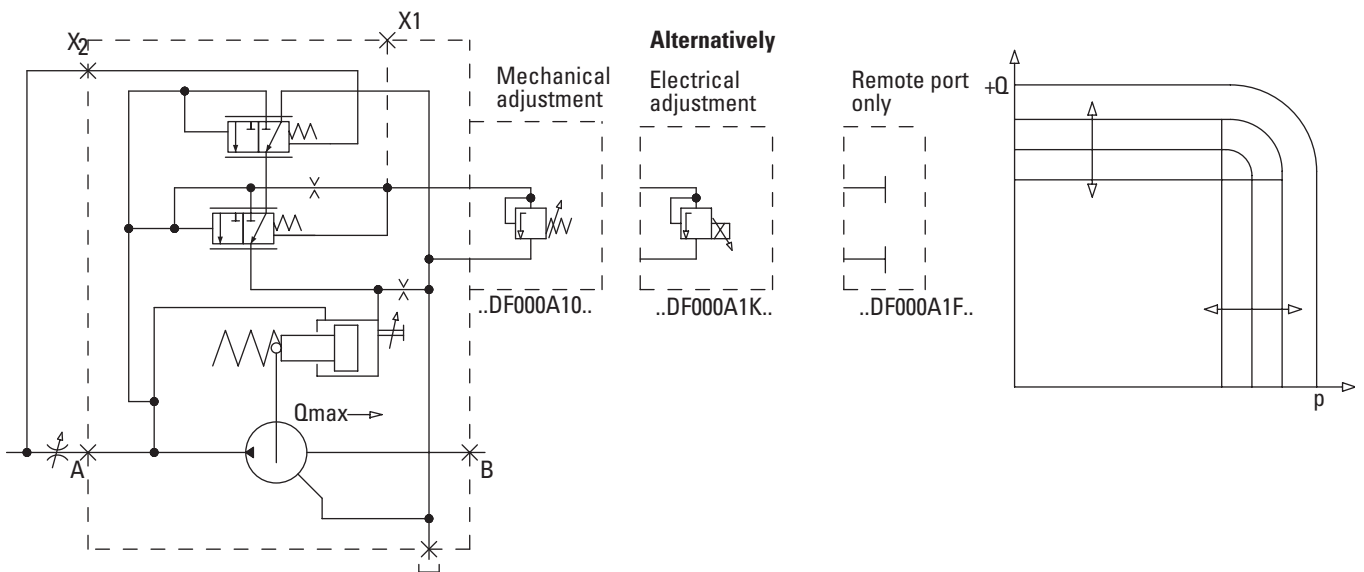 X1
X2
Alternatively
Mechanical
adjustment
Electrical
adjustment
Remote port
only
+Q
..DF000A10..
..DF000A1K..
..DF000A1F..
Qmax
p
A
B